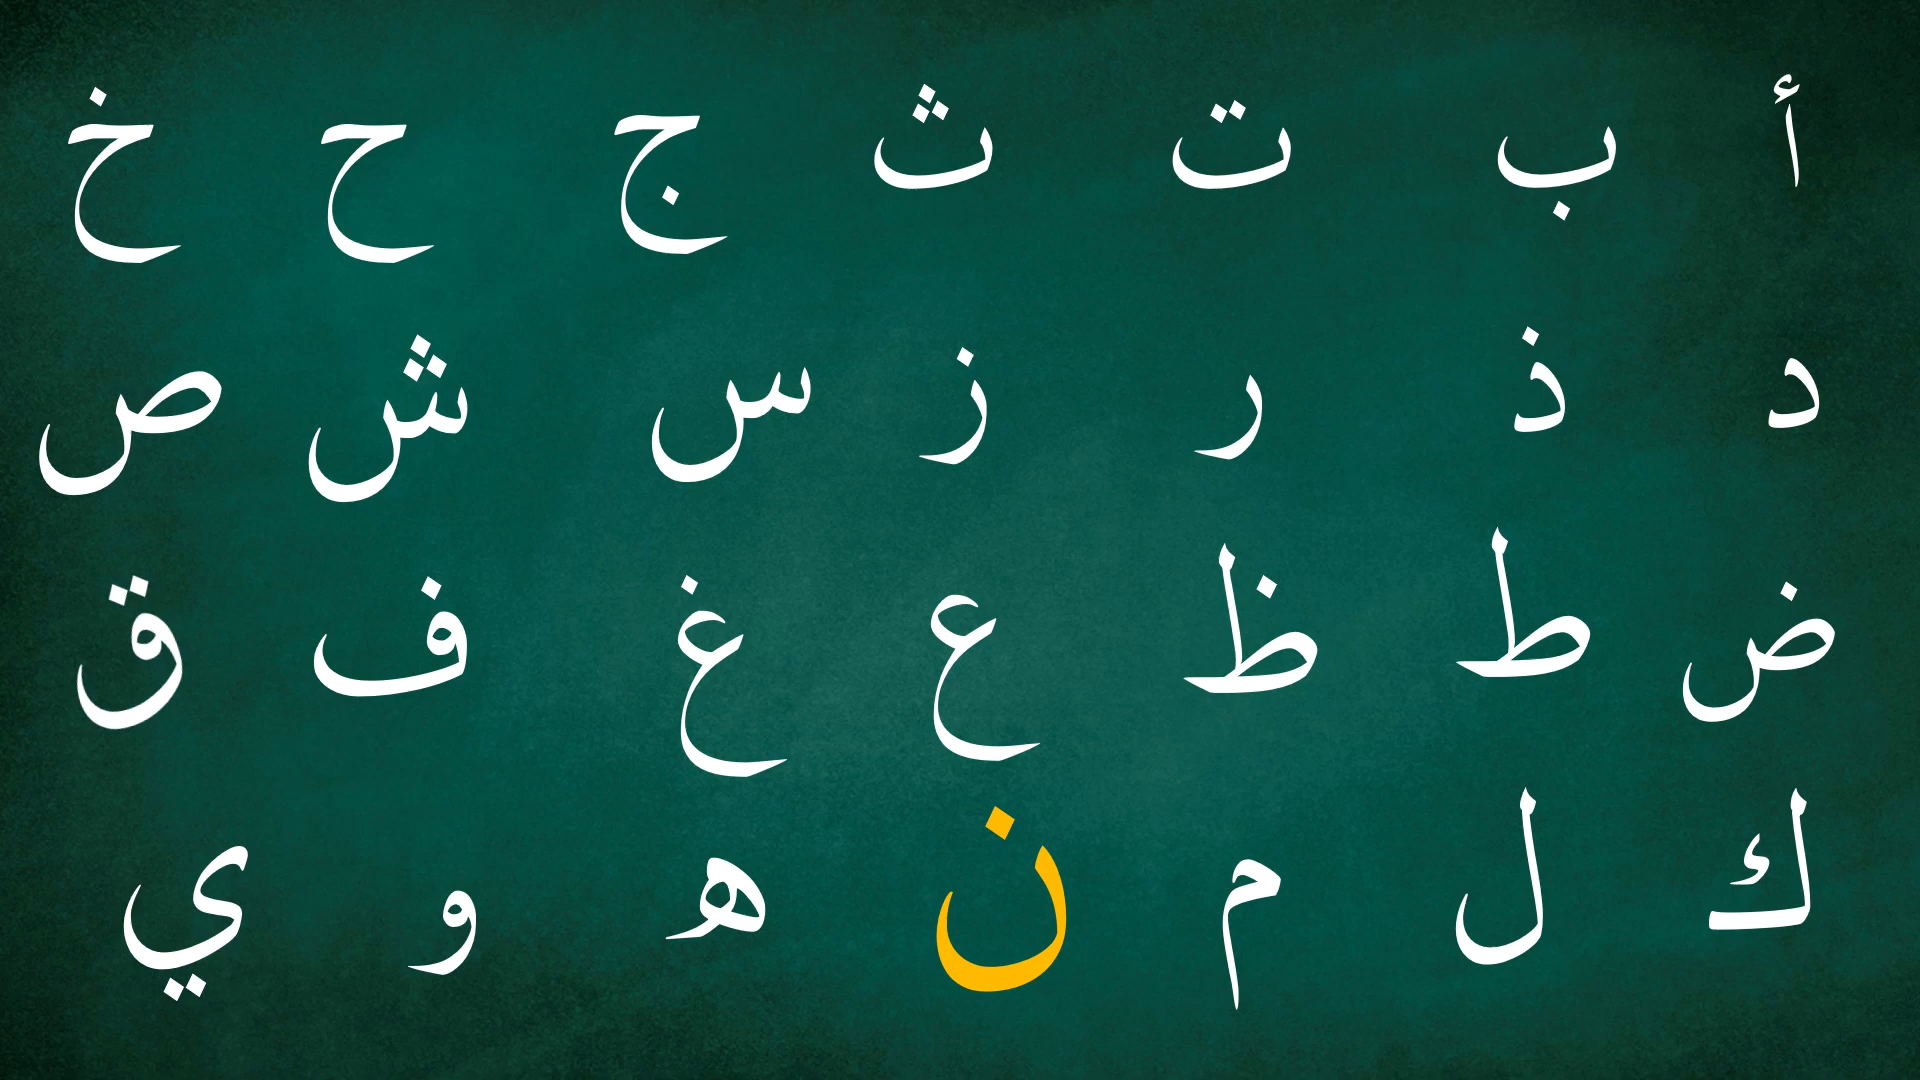 أ ب ت ث ج ح خ
د ذ ر ز س ش ص
ض ط ظ ع غ ف ق
ك ل م ن ه و ي